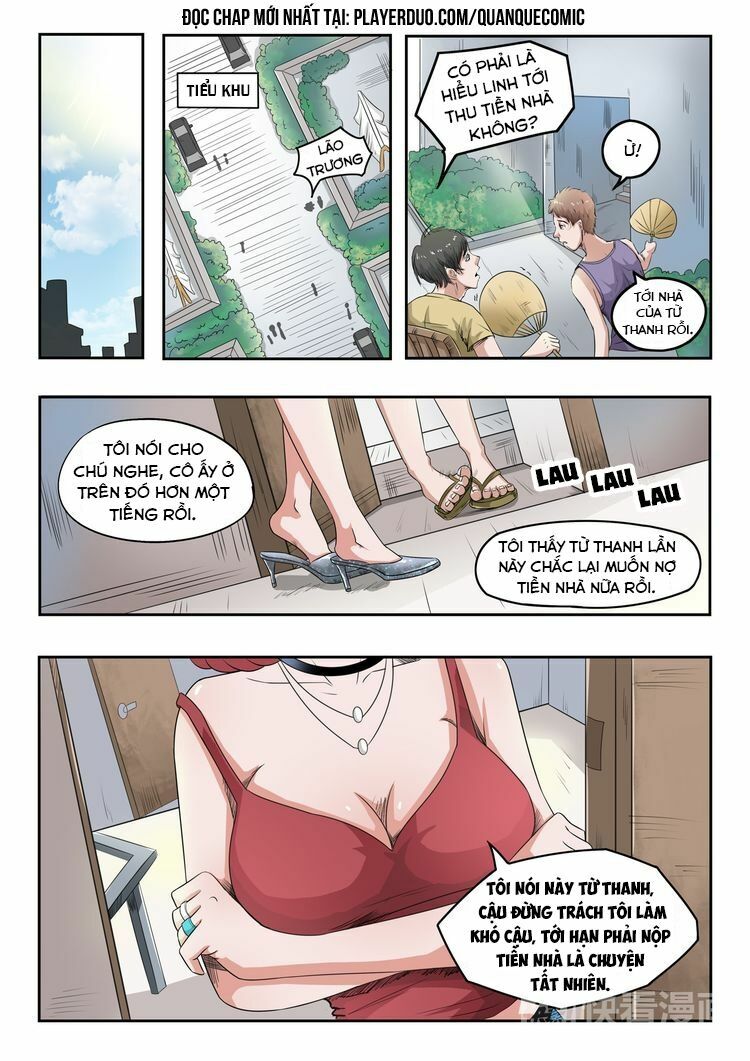 ĐỌC CHAP MỚI NHẤT TẠI: PLAYERDUO.COM/QUANQUECOMIC
TIỂU KHU
LÃO
TRƯƠNG
CÓ PHẢI LÀ
HIỂU LINH TỚI
THU TIỀN NHÀ
KHÔNG?
Ừ!
TỚI NHÀ
CỦA TỪ
THANH RỒI.
TÔI NÓI CHO
CHÚ NGHE, CÔ ẤY Ở
TRÊN ĐÓ HƠN MỘT
TIẾNG RỒI.
LAU
LAU
LAU
TÔI THẤY TỪ THANH LẦN
NÀY CHẮC LẠI MUỐN NỢ
TIỀN NHÀ NỮA RỒI.
TÔI NÓI NÀY TỪ THANH,
CẬU ĐỪNG TRÁCH TÔI LÀM
KHÓ CẬU, TỚI HẠN PHẢI NỘP
TIỀN NHÀ LÀ CHUYỆN
TẤT NHIÊN.
快看漫画